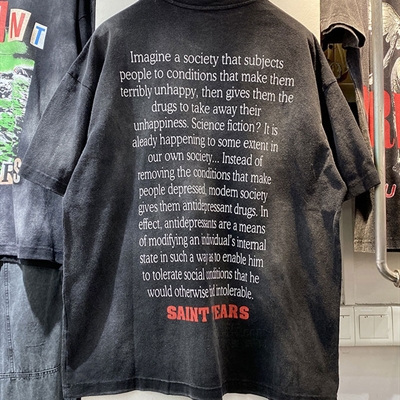 Imagine a society that subjects
people to conditions that make them
terribly unhappy, then gives them the
drugs to take away their
unhappiness. Science fiction? It is
aleady happening to some extent in
our own society... Instead of
removing the conditions that make
people depressed, modern society
gives them antidepressant drugs. In
effect, antidepressants are a means
of modifying an individual's internal
state in such a way as to enable him
to tolerate social conditions that he
would otherwise find intolerable.
SAINT TEARS